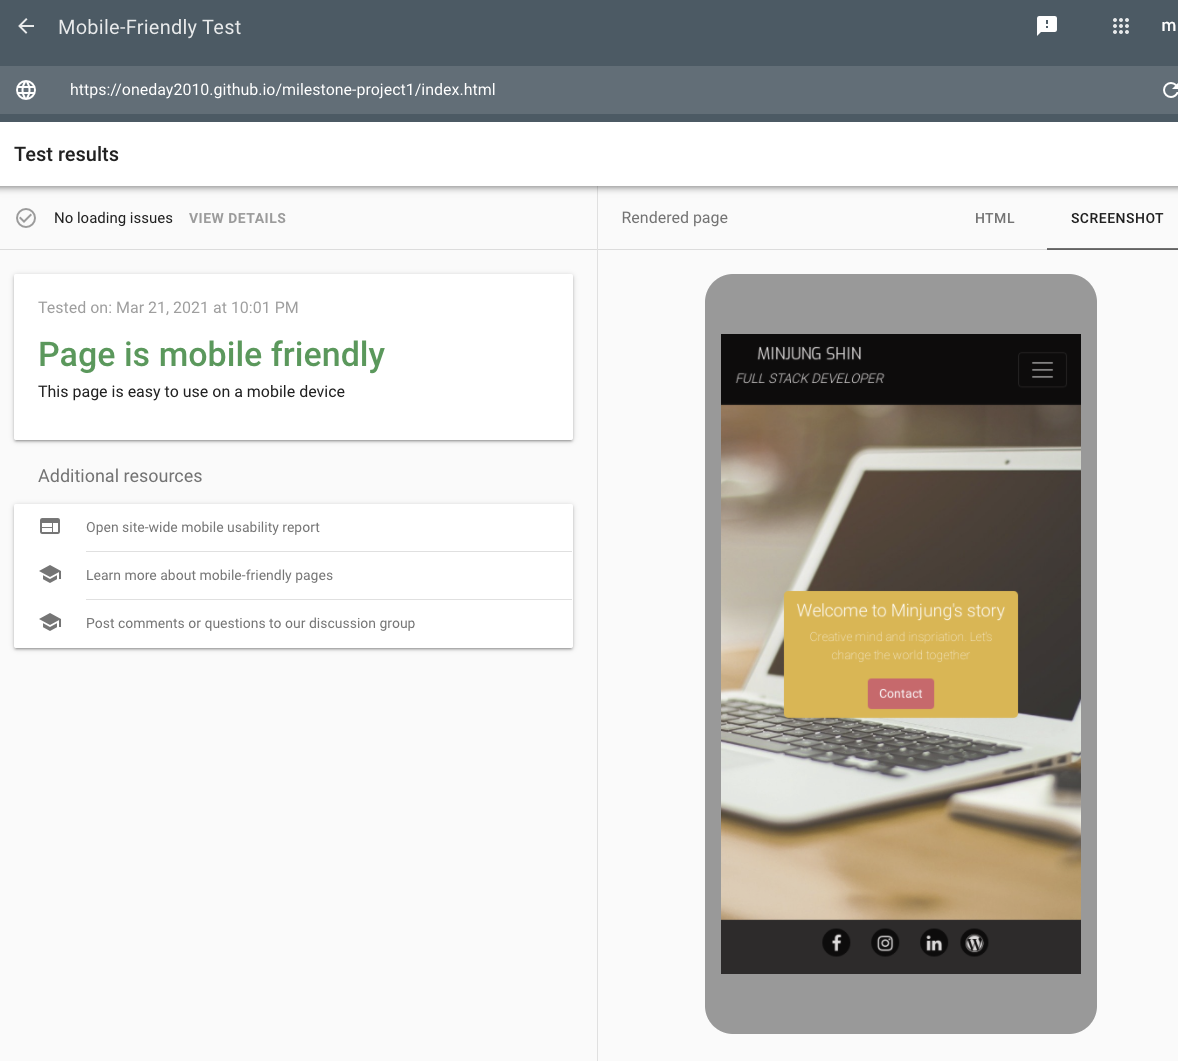 Mobile-Friendly Test
m
https://oneday2010.github.io/milestone-project1/index.html
Test results
No loading issues VIEW DETAILS
Rendered page HTML SCREENSHOT
Tested on: Mar 21, 2021 at 10:01 PM
Page is mobile friendly
This page is easy to use on a mobile device
Additional resources
Open site-wide mobile usability report
Learn more about mobile-friendly pages
Post comments or questions to our discussion group
MINJUNG SHIN
FULL STACK DEVELOPER
Welcome to Minjung's story
Creative mind and inspriation. Let's
change the world together
Contact